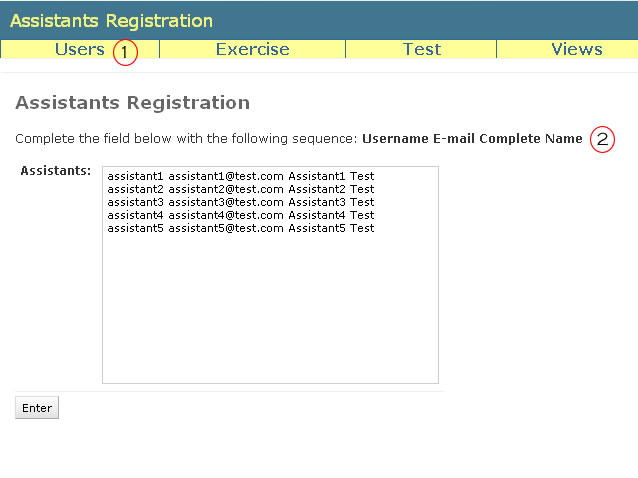 Assistants Registration
Users 1 Exercise Test Views
Assistants Registration
Complete the field below with the following sequence: Username E-mail Complete Name 2
Assistants:
assistant1 assistant1@test.com Assistant1 Test
assistant2 assistant2@test.com Assistant2 Test
assistant3 assistant3@test.com Assistant3 Test
assistant4 assistant4@test.com Assistant4 Test
assistant5 assistant5@test.com Assistant5 Test
Enter